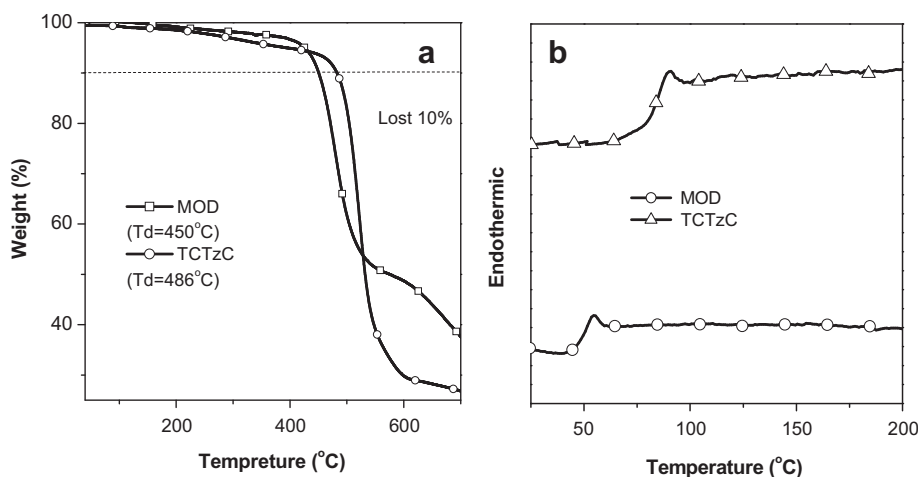 a
Lost 10%
MOD
(Td=450°C)
TCTzC
(Td=486°C)
Weight (%)
100
80
60
40
200
400
600
Tempreture (°C)
b
MOD
TCTzC
Endothermic
50
100
150
200
Temperature (°C)